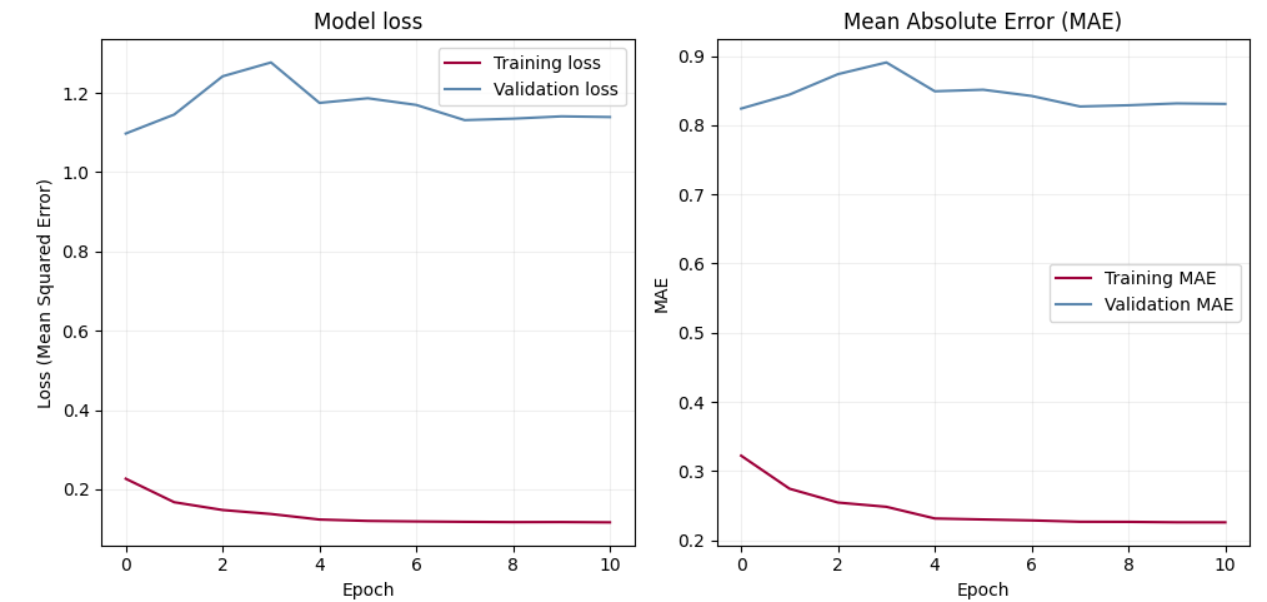 Model loss
Training loss
Validation loss
1.2
1.0
0.8
0.6
0.4
0.2
Loss (Mean Squared Error)
0 2 4 6 8 10
Epoch
Mean Absolute Error (MAE)
0.9
0.8
0.7
0.6
0.5
0.4
0.3
0.2
MAE
Training MAE
Validation MAE
0 2 4 6 8 10
Epoch